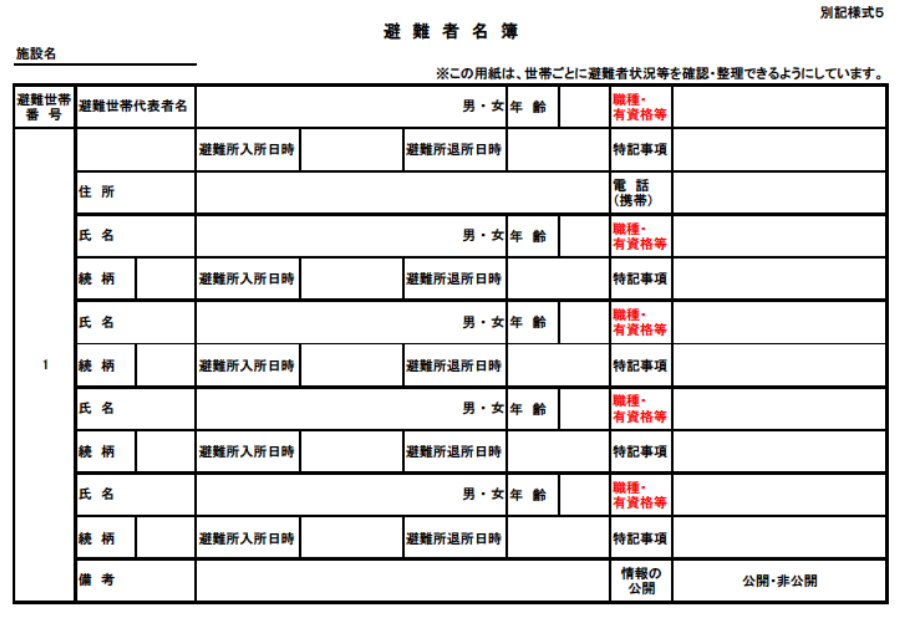 別記様式5
避 難 者 名 簿
施設名
※この用紙は、世帯ごとに避難者状況等を確認・整理できるようにしています。
避難世帯
番 号
避難世帯代表者名
男・女
年 齢
職種・
有資格等
1
避難所入所日時
避難所退所日時
特記事項
住 所
電 話
(携帯)
氏 名
男・女
年 齢
職種・
有資格等
続 柄
避難所入所日時
避難所退所日時
特記事項
氏 名
男・女
年 齢
職種・
有資格等
続 柄
避難所入所日時
避難所退所日時
特記事項
氏 名
男・女
年 齢
職種・
有資格等
続 柄
避難所入所日時
避難所退所日時
特記事項
氏 名
男・女
年 齢
職種・
有資格等
続 柄
避難所入所日時
避難所退所日時
特記事項
備 考
情報の
公開
公開・非公開